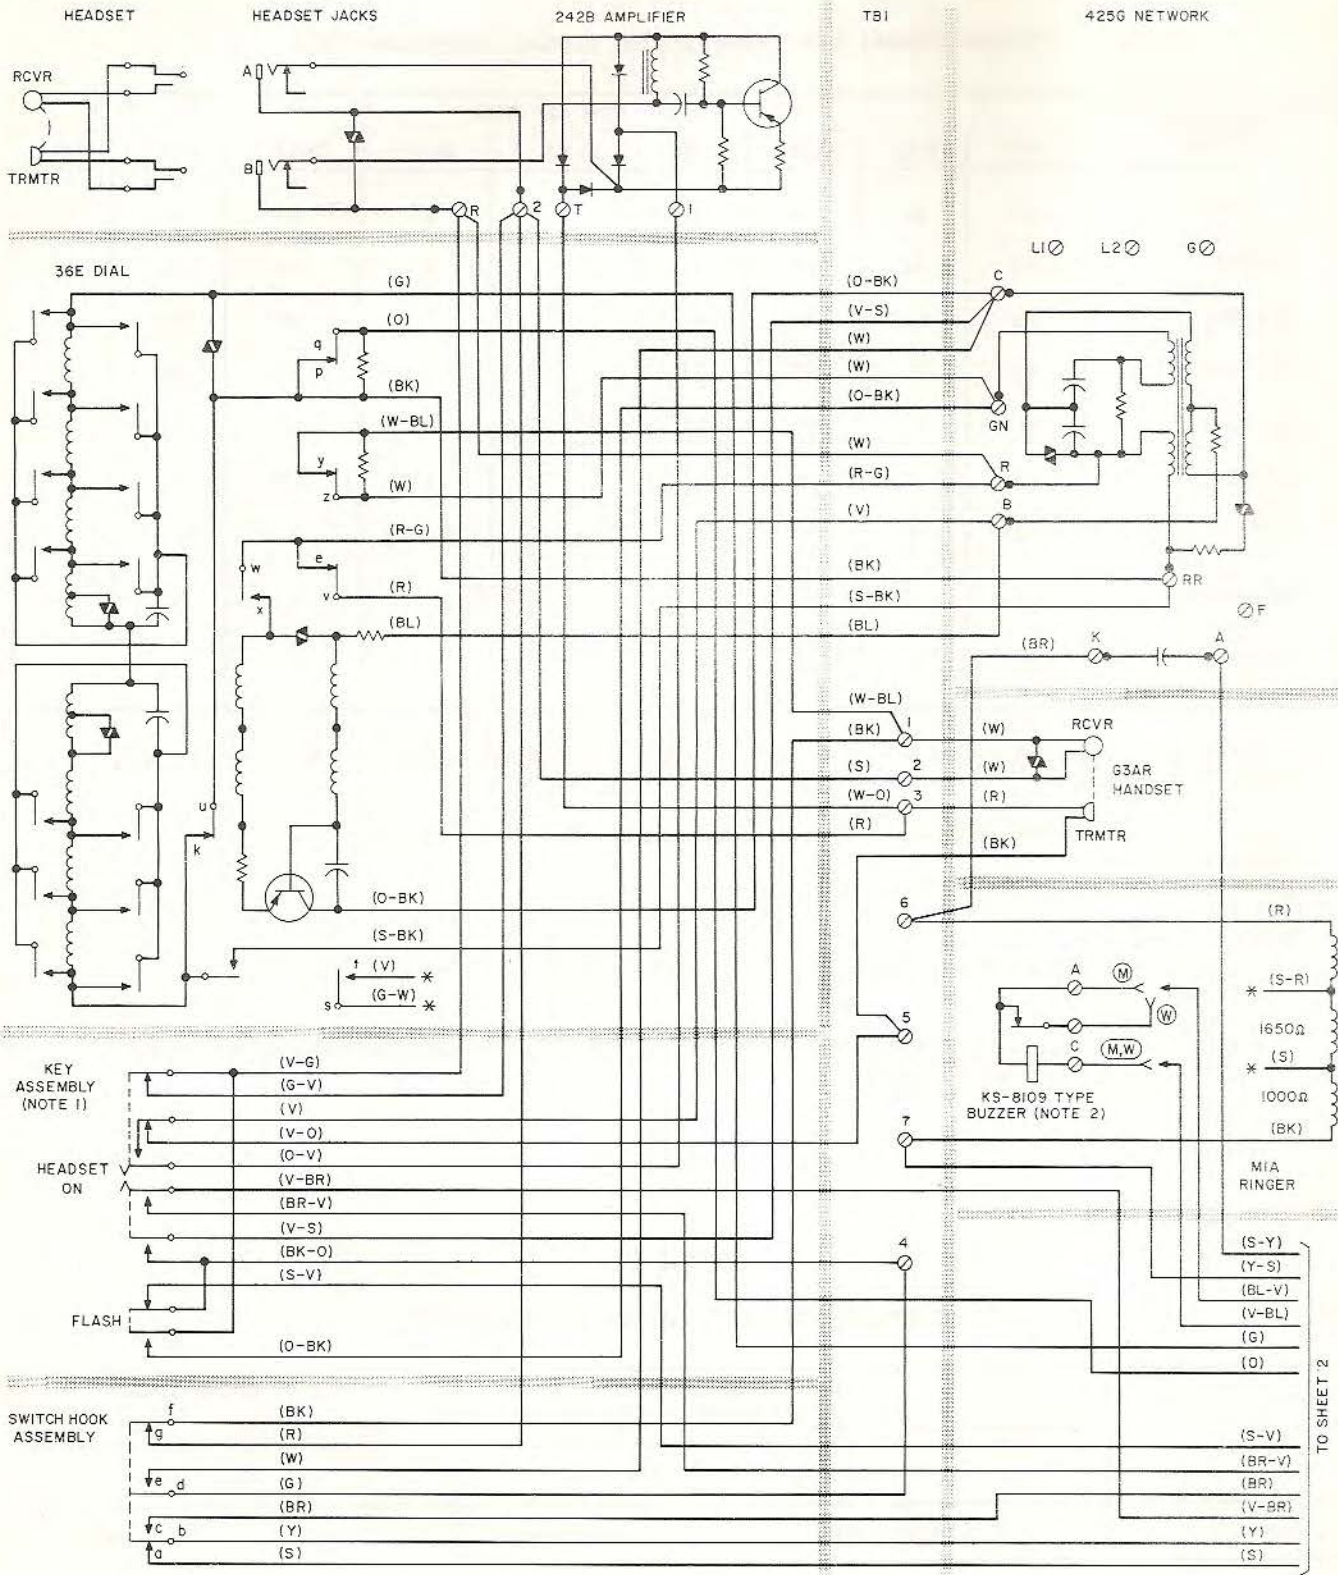 HEADSET
HEADSET JACKS
242B AMPLIFIER
TB1
425G NETWORK
RCVR
TRMTR
A
B
R
2
T
1
L1
L2
G
36E DIAL
(G)
(O)
q
p
(BK)
(W-BL)
y
z
(W)
(R-G)
w
e
x
v
(R)
(BL)
u
k
(O-BK)
(S-BK)
t
(V)
*
s
(G-W)
*
(O-BK)
C
(V-S)
(W)
(W)
(O-BK)
GN
(W)
R
(R-G)
B
(V)
(BK)
RR
(S-BK)
F
(BL)
(BR)
K
A
(W-BL)
1
(BK)
(W)
RCVR
(S)
2
(W)
G3AR
HANDSET
(W-O)
3
(R)
(R)
TRMTR
(BK)
6
(R)
A
(M)
* (S-R)
(W)
1650Ω
5
C
(M,W)
* (S)
KS-8109 TYPE
BUZZER (NOTE 2)
1000Ω
7
(BK)
M1A
RINGER
4
KEY
ASSEMBLY
(NOTE 1)
(V-G)
(G-V)
(V)
(V-O)
HEADSET
ON
(O-V)
(V-BR)
(BR-V)
(V-S)
(BK-O)
(S-V)
FLASH
(O-BK)
SWITCH HOOK
ASSEMBLY
f
(BK)
g
(R)
(W)
e
d
(G)
(BR)
c
b
(Y)
a
(S)
(S-Y)
(Y-S)
(BL-V)
(V-BL)
(G)
(O)
(S-V)
(BR-V)
(BR)
(V-BR)
(Y)
(S)
TO SHEET 2